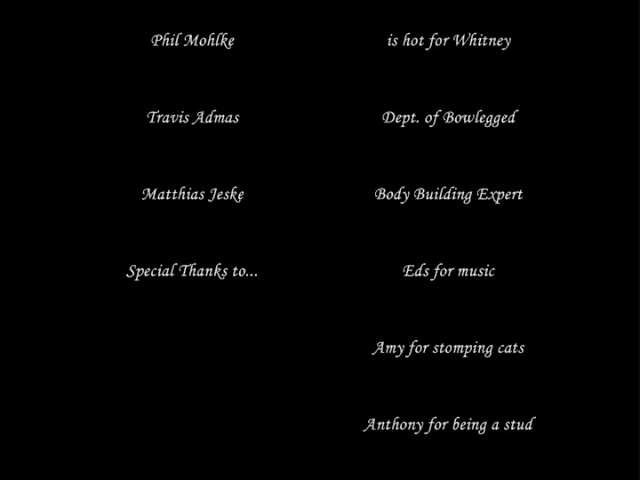 Phil Mohlke is hot for Whitney
Travis Admas Dept. of Bowlegged
Matthias Jeske Body Building Expert
Special Thanks to... Eds for music
Amy for stomping cats
Anthony for being a stud